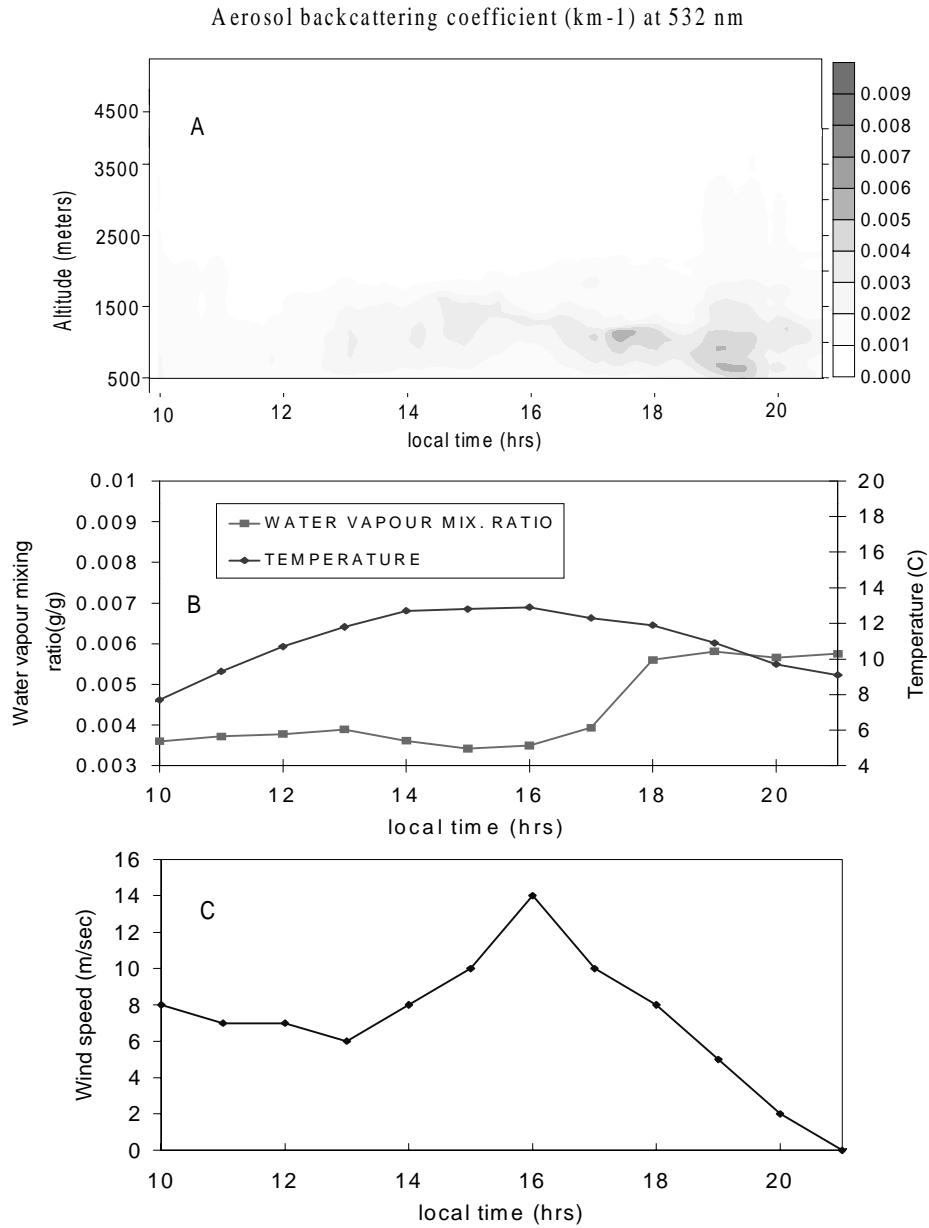 Aerosol backcattering coefficient (km-1) at 532 nm
A
Altitude (meters)
4500
3500
2500
1500
500
0.009
0.008
0.007
0.006
0.005
0.004
0.003
0.002
0.001
0.000
10 12 14 16 18 20
local time (hrs)
B
Water vapour mixing
ratio(g/g)
0.01
0.009
0.008
0.007
0.006
0.005
0.004
0.003
WATER VAPOUR MIX. RATIO
TEMPERATURE
20
18
16
14
12
10
8
6
4
Temperature (C)
10 12 14 16 18 20
local time (hrs)
C
Wind speed (m/sec)
16
14
12
10
8
6
4
2
0
10 12 14 16 18 20
local time (hrs)